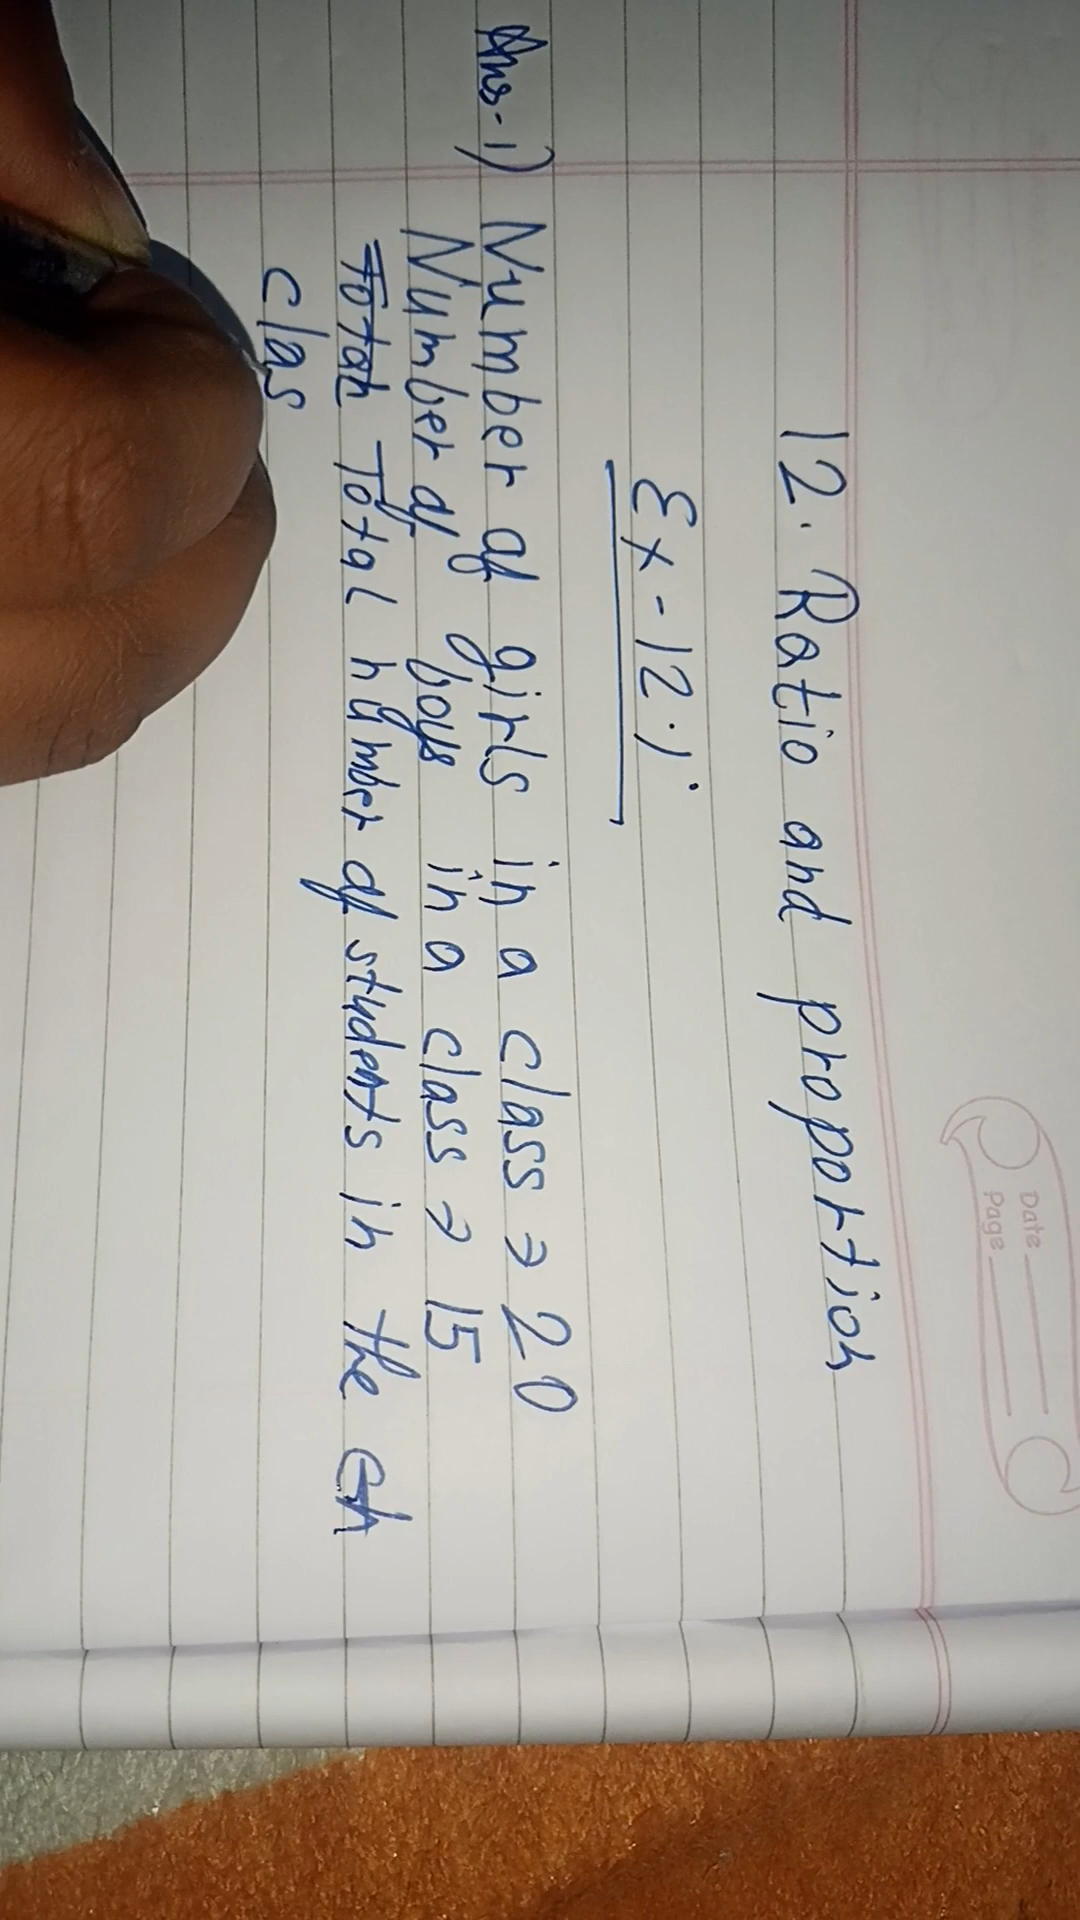 Date
Page
12. Ratio and proportion
Ex-12.1
Ans-1) Number of girls in a class → 20
Number of boys in a class → 15
Total Total number of students in the
clas